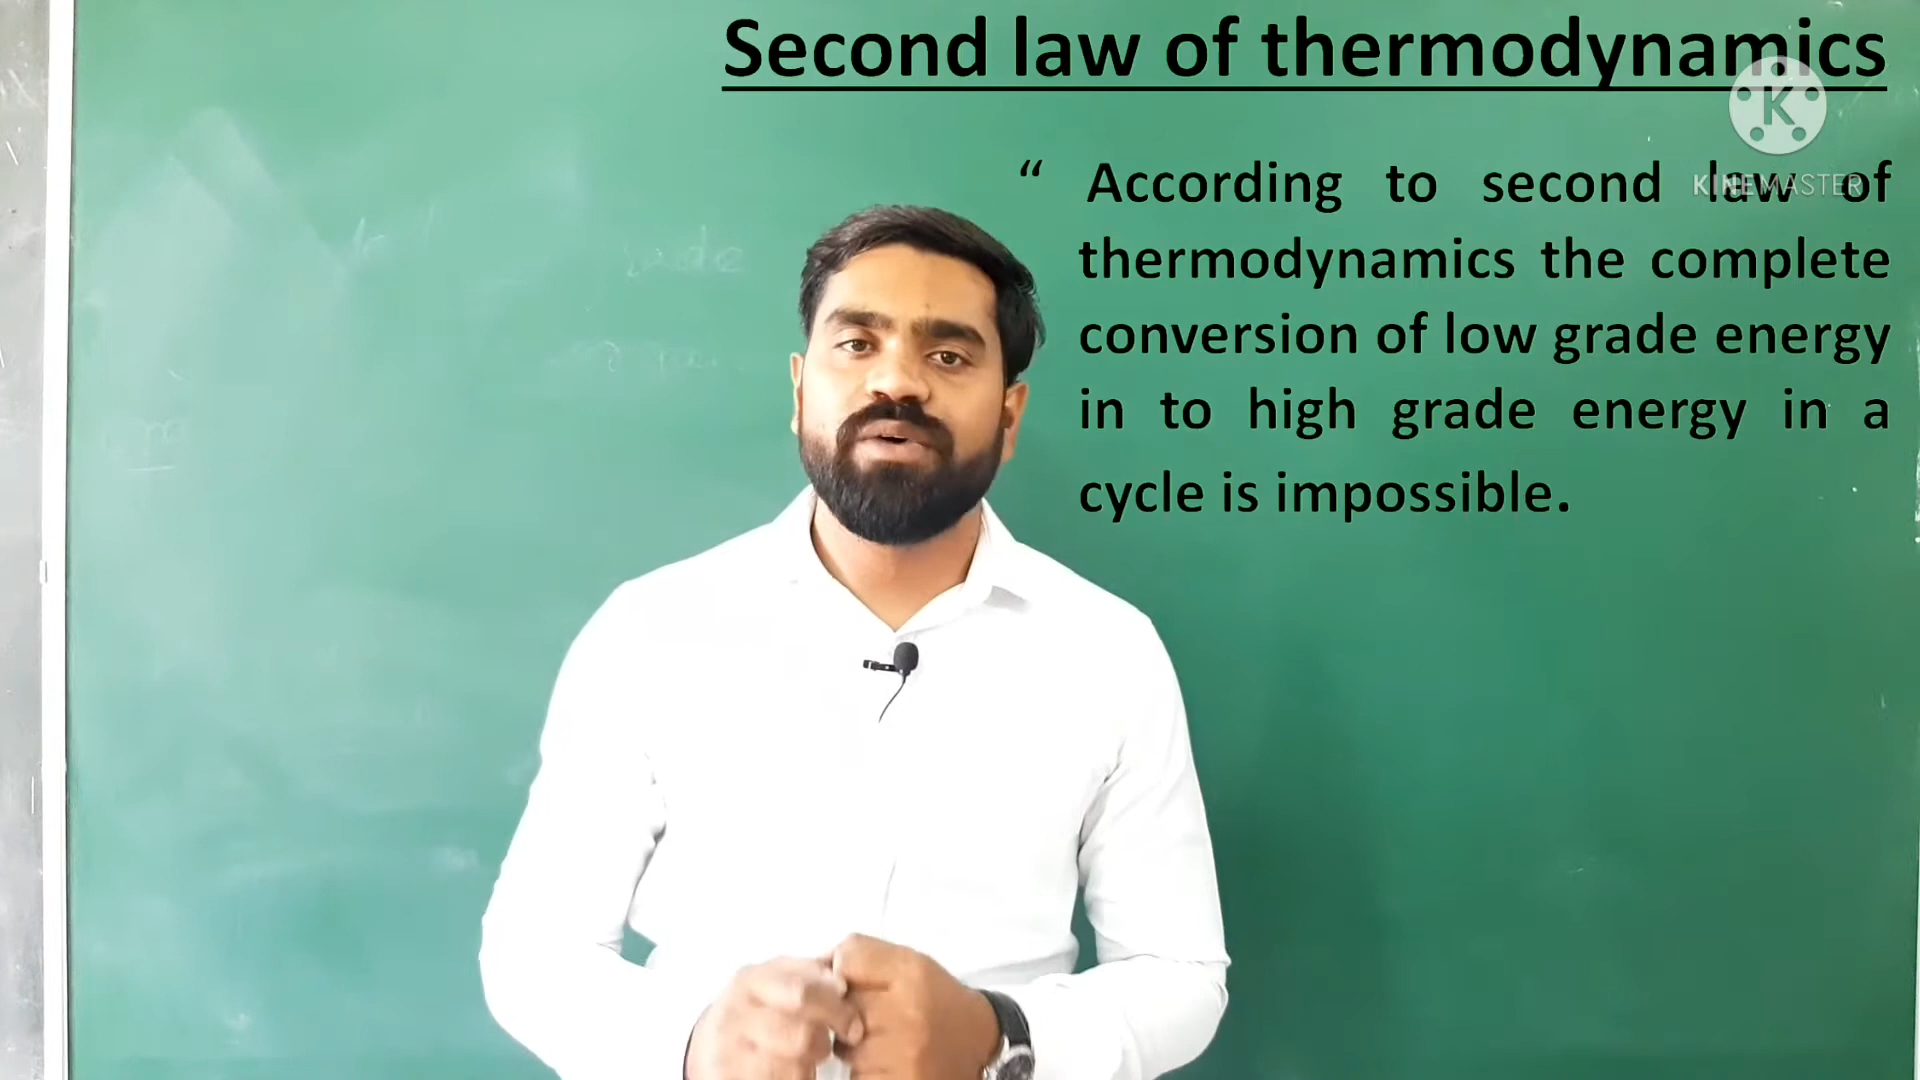 Second law of thermodynamics
K
KINEMASTER
“ According to second law of
thermodynamics the complete
conversion of low grade energy
in to high grade energy in a
cycle is impossible.